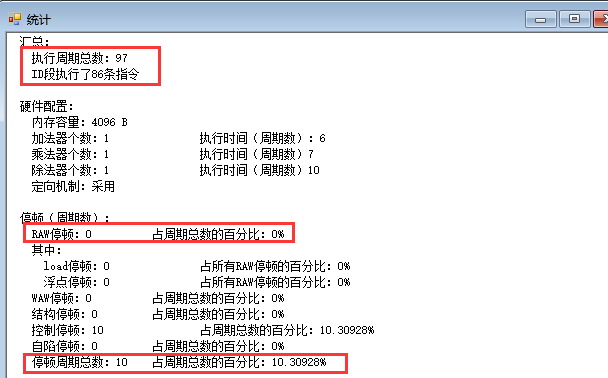 统计
汇总:
执行周期总数: 97
ID段执行了86条指令
硬件配置:
内存容量: 4096 B
加法器个数: 1 执行时间（周期数）: 6
乘法器个数: 1 执行时间（周期数）7
除法器个数: 1 执行时间（周期数）10
定向机制: 采用
停顿（周期数）:
RAW停顿: 0 占周期总数的百分比: 0%
其中:
load停顿: 0 占所有RAW停顿的百分比: 0%
浮点停顿: 0 占所有RAW停顿的百分比: 0%
WAW停顿: 0 占周期总数的百分比: 0%
结构停顿: 0 占周期总数的百分比: 0%
控制停顿: 10 占周期总数的百分比: 10.30928%
自陷停顿: 0 占周期总数的百分比: 0%
停顿周期总数: 10 占周期总数的百分比: 10.30928%